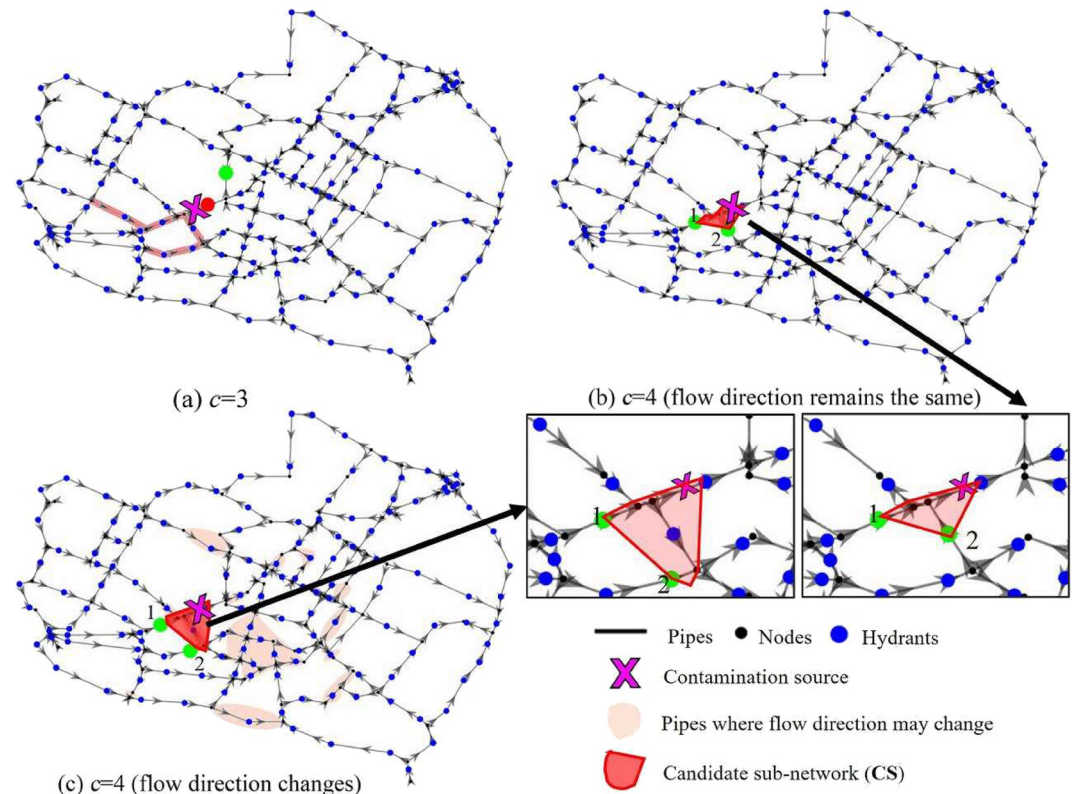 1
2
(a) c=3
(b) c=4 (flow direction remains the same)
1
2
1
2
1
2
Pipes
Nodes
Hydrants
Contamination source
Pipes where flow direction may change
Candidate sub-network (CS)
(c) c=4 (flow direction changes)